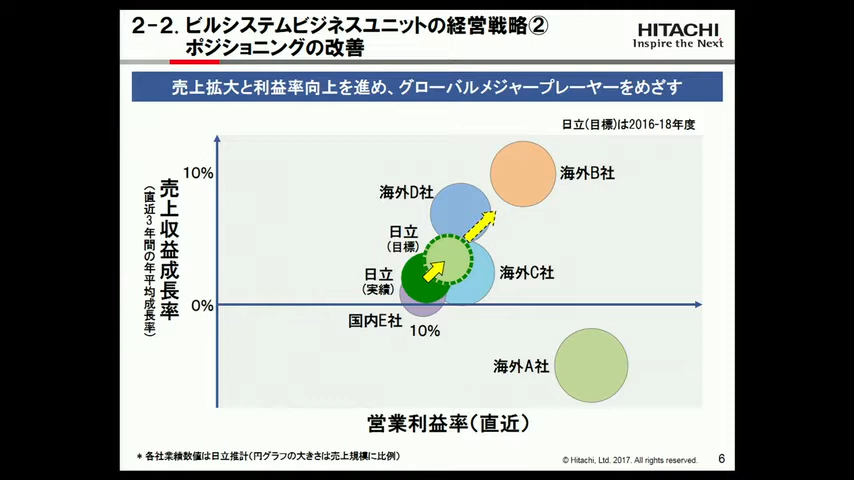 2-2. ビルシステムビジネスユニットの経営戦略②
ポジショニングの改善
HITACHI
Inspire the Next
売上拡大と利益率向上を進め、グローバルメジャープレーヤーをめざす
日立(目標)は2016-18年度
売上収益成長率
(直近3年間の年平均成長率)
10%
0%
海外B社
海外D社
日立
(目標)
日立
(実績)
海外C社
国内E社
10%
海外A社
営業利益率(直近)
* 各社業績数値は日立推計(円グラフの大きさは売上規模に比例)
© Hitachi, Ltd. 2017. All rights reserved.
6